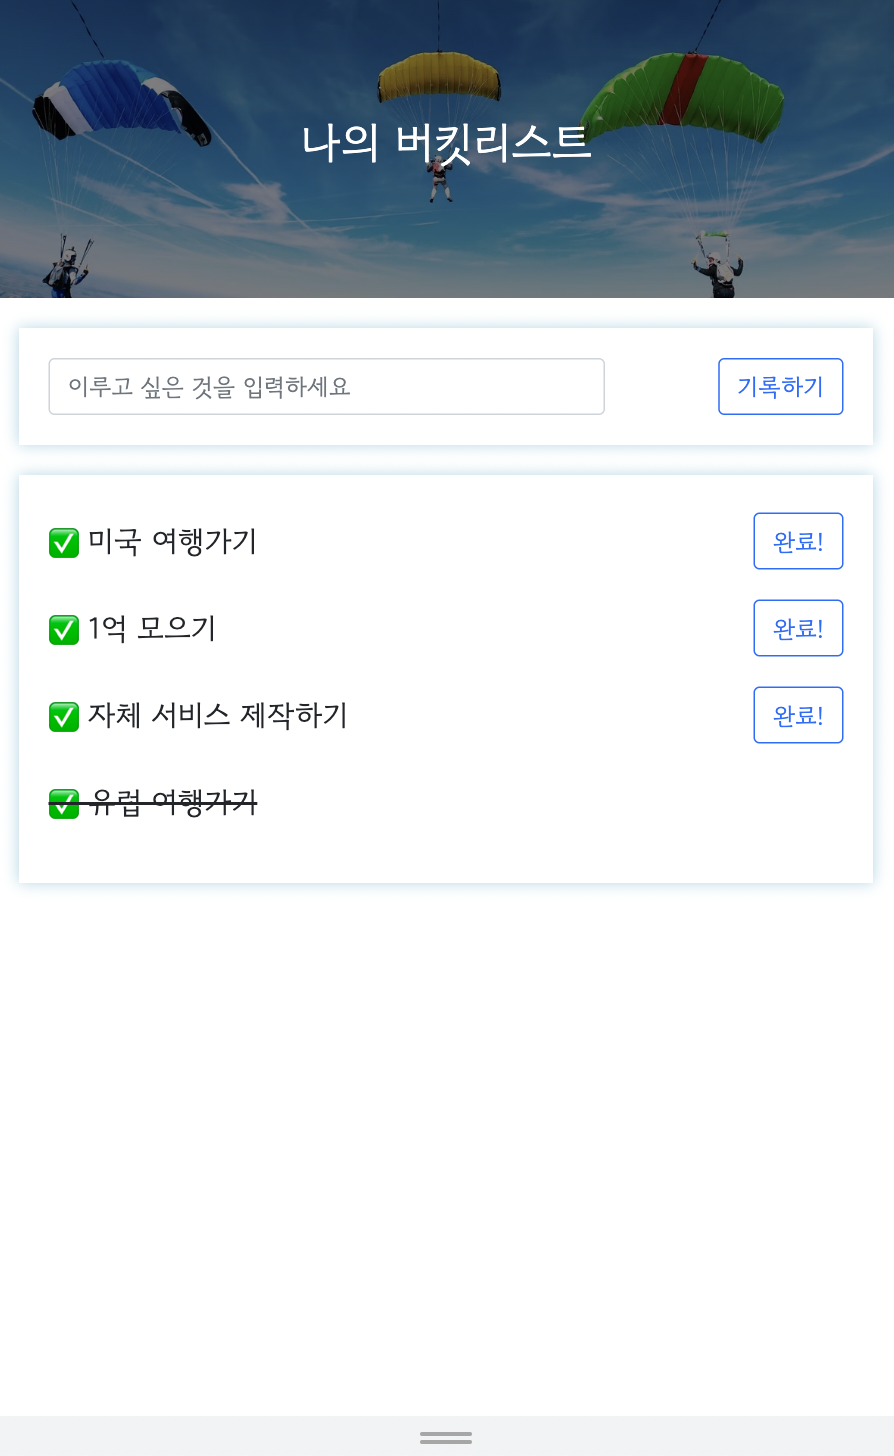 나의 버킷리스트
이루고 싶은 것을 입력하세요
기록하기
✅ 미국 여행가기
완료!
✅ 1억 모으기
완료!
✅ 자체 서비스 제작하기
완료!
✅ 유럽 여행가기